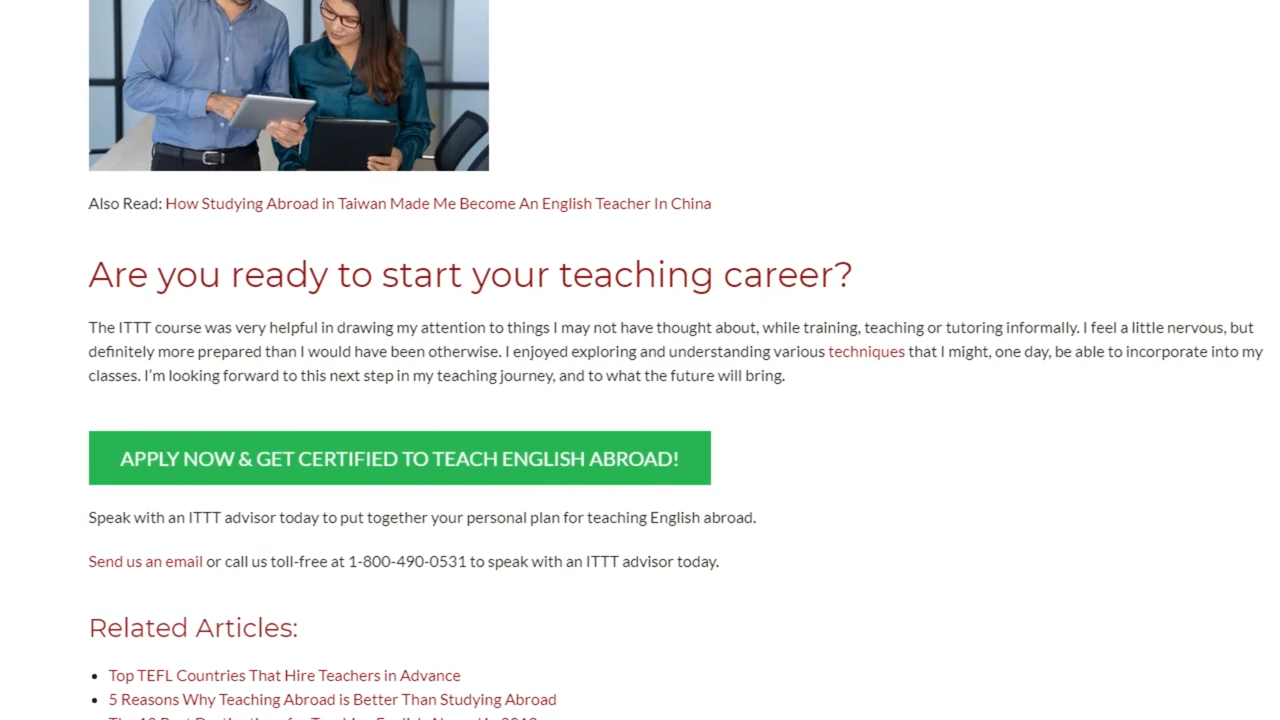 Also Read: How Studying Abroad in Taiwan Made Me Become An English Teacher In China
Are you ready to start your teaching career?
The ITTT course was very helpful in drawing my attention to things I may not have thought about, while training, teaching or tutoring informally. I feel a little nervous, but
definitely more prepared than I would have been otherwise. I enjoyed exploring and understanding various techniques that I might, one day, be able to incorporate into my
classes. I’m looking forward to this next step in my teaching journey, and to what the future will bring.
APPLY NOW & GET CERTIFIED TO TEACH ENGLISH ABROAD!
Speak with an ITTT advisor today to put together your personal plan for teaching English abroad.
Send us an email or call us toll-free at 1-800-490-0531 to speak with an ITTT advisor today.
Related Articles:
• Top TEFL Countries That Hire Teachers in Advance
• 5 Reasons Why Teaching Abroad is Better Than Studying Abroad